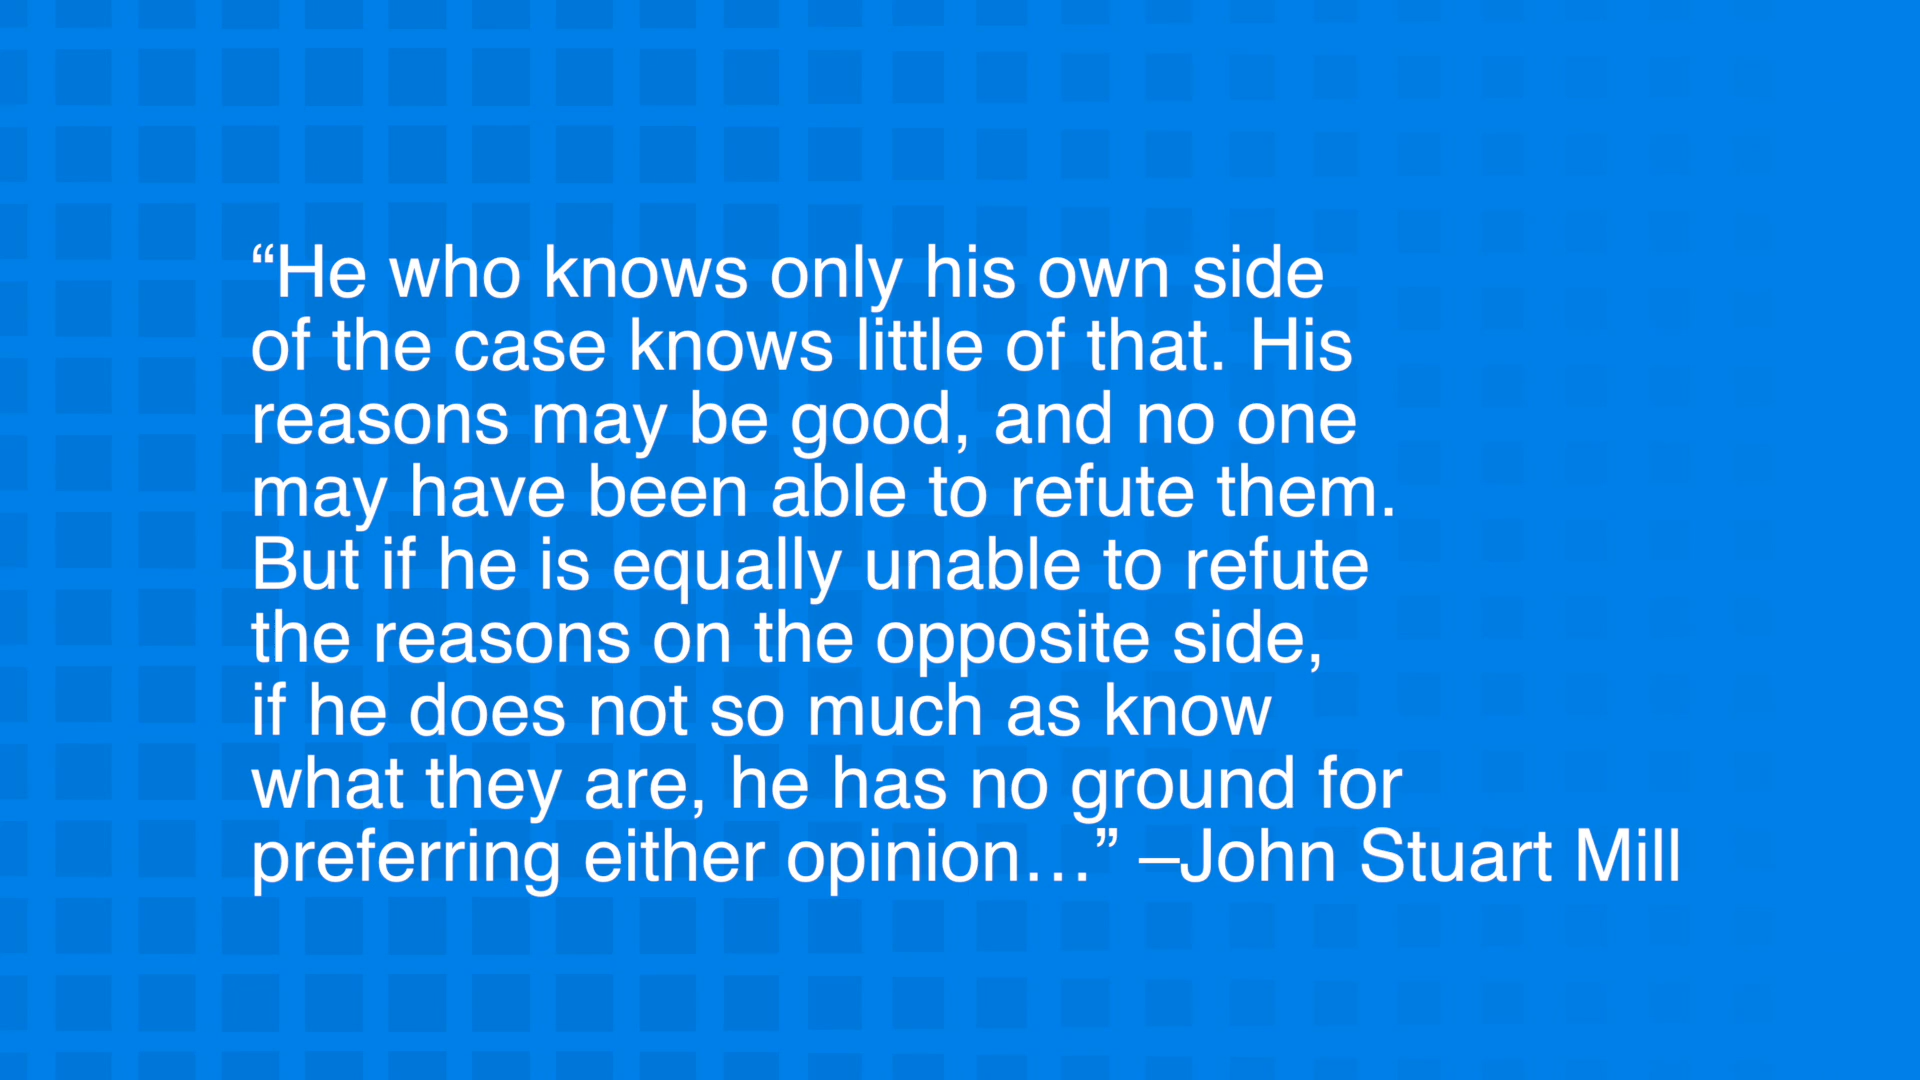 “He who knows only his own side
of the case knows little of that. His
reasons may be good, and no one
may have been able to refute them.
But if he is equally unable to refute
the reasons on the opposite side,
if he does not so much as know
what they are, he has no ground for
preferring either opinion…” –John Stuart Mill